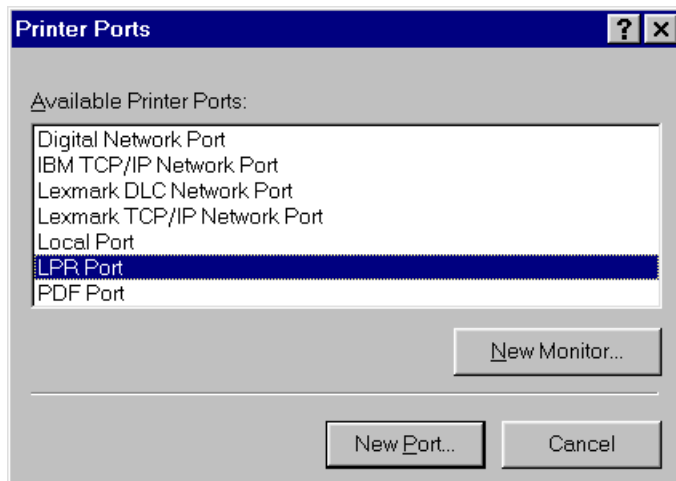 Printer Ports
Available Printer Ports:
Digital Network Port
IBM TCP/IP Network Port
Lexmark DLC Network Port
Lexmark TCP/IP Network Port
Local Port
LPR Port
PDF Port
New Monitor...
New Port...
Cancel